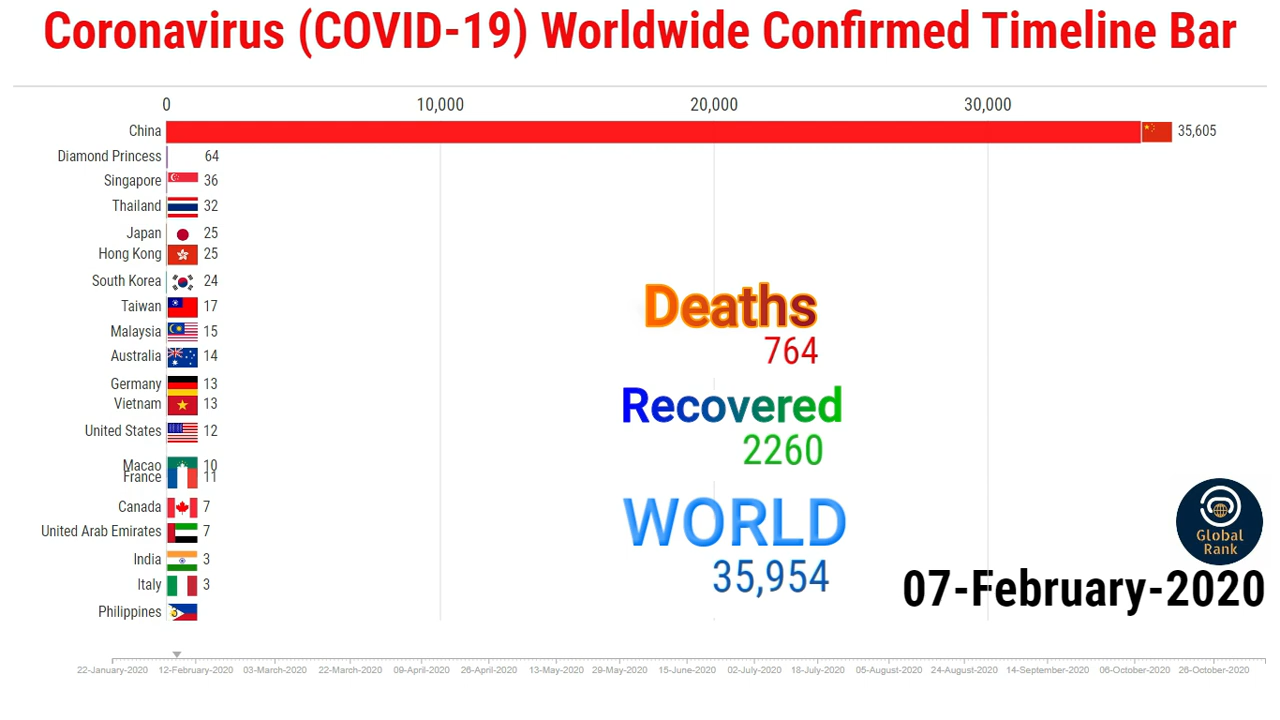 Coronavirus (COVID-19) Worldwide Confirmed Timeline Bar
0 10,000 20,000 30,000
China 35,605
Diamond Princess 64
Singapore 36
Thailand 32
Japan 25
Hong Kong 25
South Korea 24
Taiwan 17
Malaysia 15
Australia 14
Germany 13
Vietnam 13
United States 12
Macao 10
France 11
Canada 7
United Arab Emirates 7
India 3
Italy 3
Philippines
Deaths
764
Recovered
2260
WORLD
35,954
Global
Rank
07-February-2020
22-January-2020 12-February-2020 03-March-2020 22-March-2020 09-April-2020 26-April-2020 13-May-2020 29-May-2020 15-June-2020 02-July-2020 18-July-2020 05-August-2020 24-August-2020 14-September-2020 06-October-2020 26-October-2020